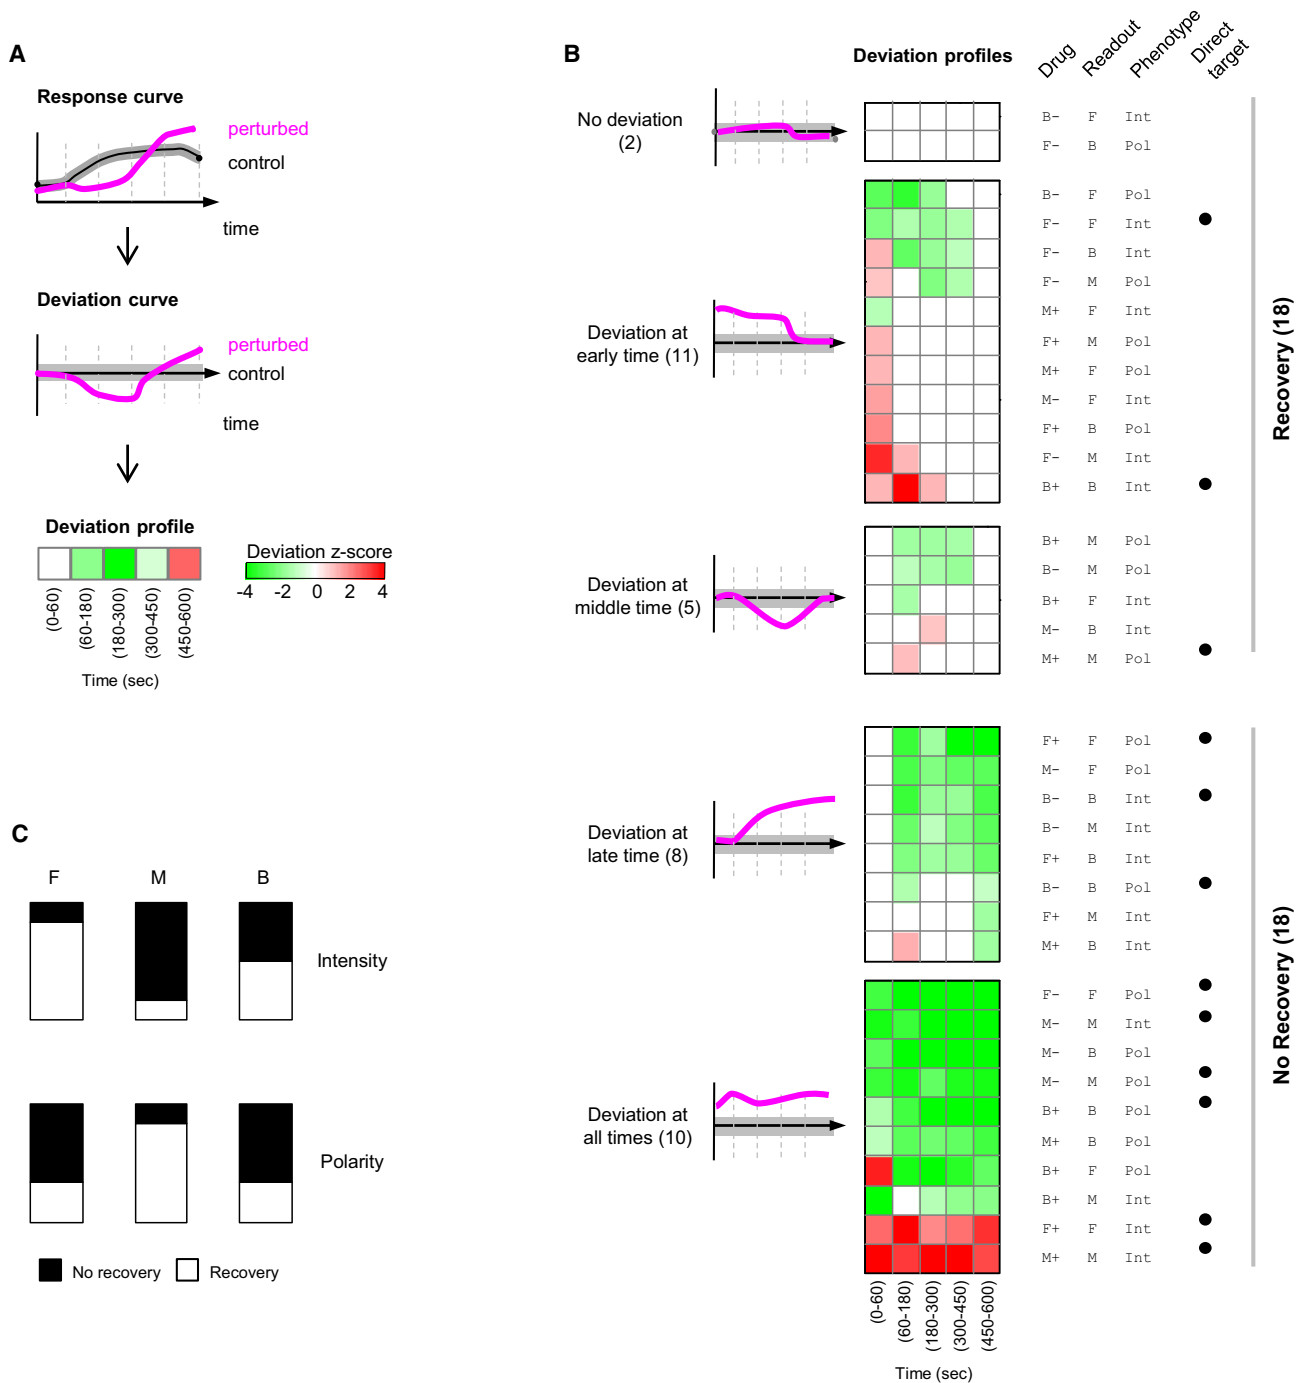 A
Response curve
perturbed
control
time
Deviation curve
perturbed
control
time
Deviation profile
(0-60)
(60-180)
(180-300)
(300-450)
(450-600)
Time (sec)
Deviation z-score
-4 -2 0 2 4
B
Deviation profiles
Drug
Readout
Phenotype
Direct
target
No deviation
(2)
B- F Int
F- B Pol
Deviation at
early time (11)
B- F Pol
F- F Int
F- B Int
F- M Pol
M+ F Int
F+ M Pol
M+ F Pol
M- F Int
F+ B Pol
F- M Int
B+ B Int
Deviation at
middle time (5)
B+ M Pol
B- M Pol
B+ F Int
M- B Int
M+ M Pol
Recovery (18)
Deviation at
late time (8)
F+ F Pol
M- F Pol
B- B Int
B- M Int
F+ B Int
B- B Pol
F+ M Int
M+ B Int
Deviation at
all times (10)
F- F Pol
M- M Int
M- B Pol
M- M Pol
B+ B Pol
M+ B Pol
B+ F Pol
B+ M Int
F+ F Int
M+ M Int
No Recovery (18)
(0-60)
(60-180)
(180-300)
(300-450)
(450-600)
Time (sec)
C
F M B
Intensity
Polarity
No recovery
Recovery